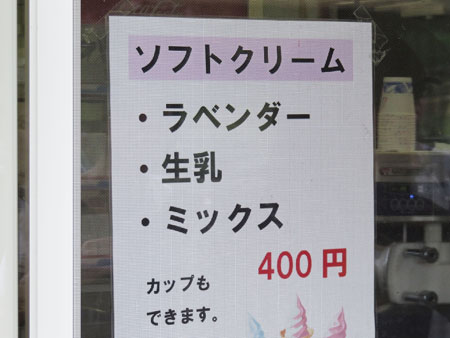 ソフトクリーム
・ラベンダー
・生乳
・ミックス
400円
カップも
できます。